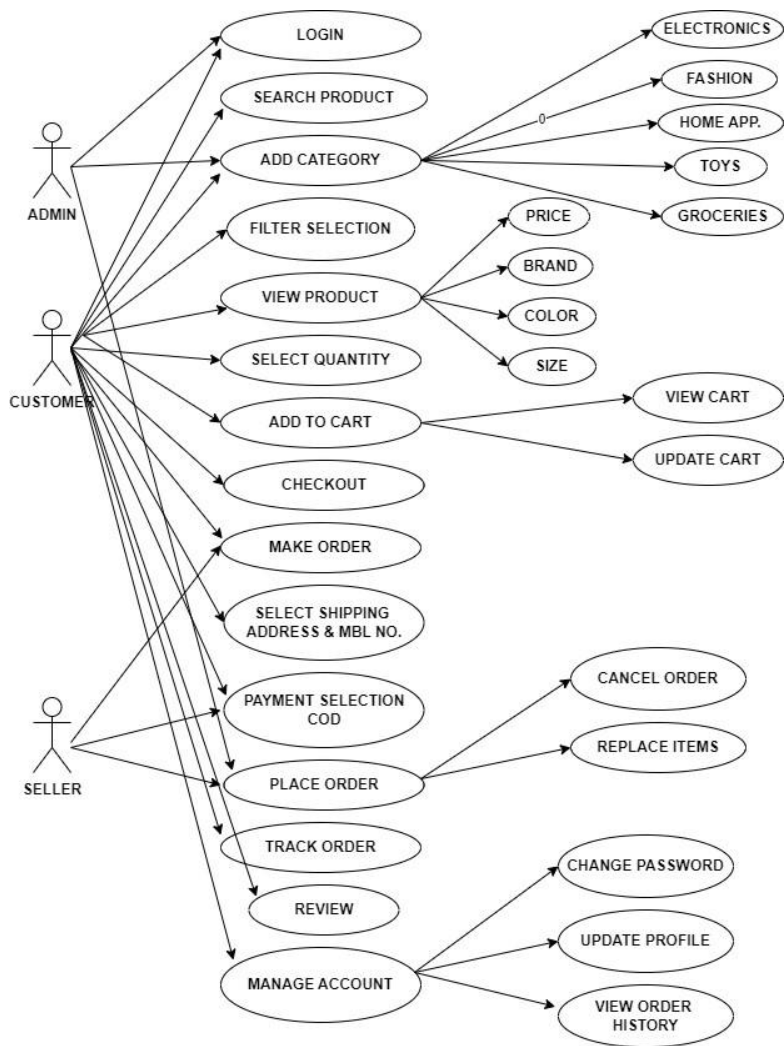 LOGIN
SEARCH PRODUCT
ADD CATEGORY
FILTER SELECTION
VIEW PRODUCT
SELECT QUANTITY
ADD TO CART
CHECKOUT
MAKE ORDER
SELECT SHIPPING
ADDRESS & MBL NO.
PAYMENT SELECTION
COD
PLACE ORDER
TRACK ORDER
REVIEW
MANAGE ACCOUNT
ADMIN
CUSTOMER
SELLER
ELECTRONICS
0
FASHION
HOME APP.
TOYS
GROCERIES
PRICE
BRAND
COLOR
SIZE
VIEW CART
UPDATE CART
CANCEL ORDER
REPLACE ITEMS
CHANGE PASSWORD
UPDATE PROFILE
VIEW ORDER
HISTORY